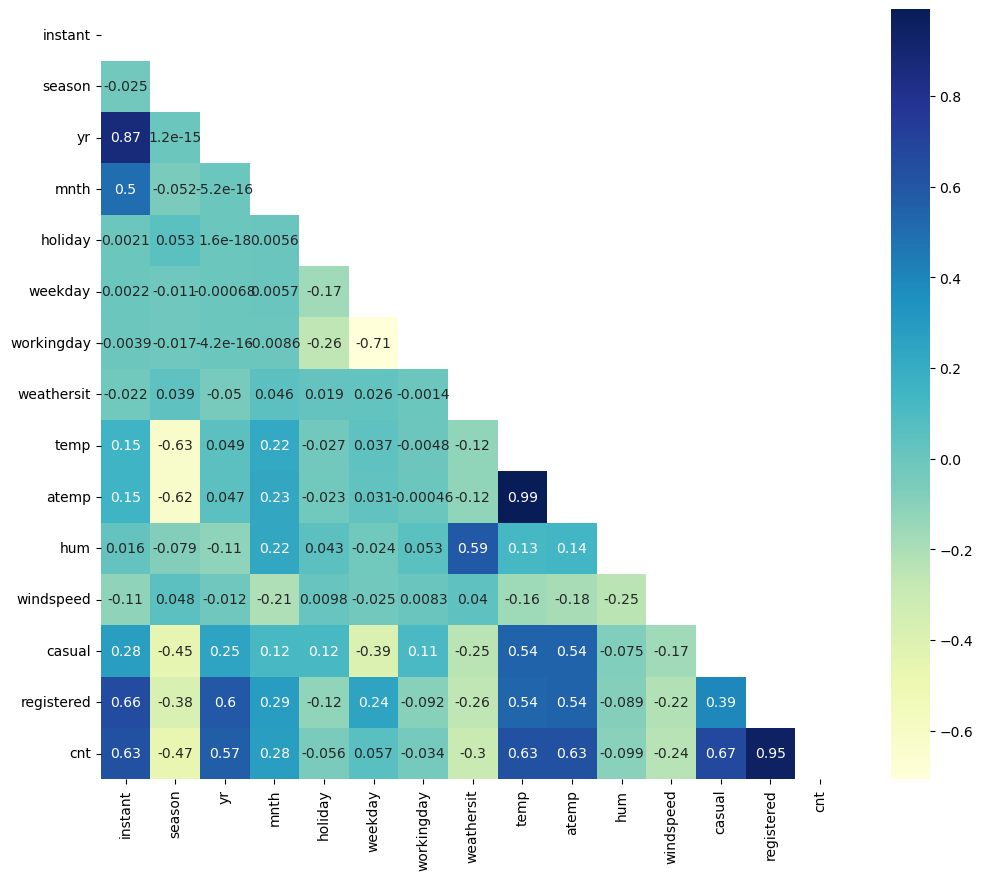 instant
season -0.025
yr 0.87 1.2e-15
mnth 0.5 -0.052 -5.2e-16
holiday 0.0021 0.053 1.6e-18 0.0056
weekday 0.0022 -0.011 -0.00068 0.0057 -0.17
workingday -0.0039 -0.017 -4.2e-16 -0.0086 -0.26 -0.71
weathersit -0.022 0.039 -0.05 0.046 0.019 0.026 -0.0014
temp 0.15 -0.63 0.049 0.22 -0.027 0.037 -0.0048 -0.12
atemp 0.15 -0.62 0.047 0.23 -0.023 0.031 -0.00046 -0.12 0.99
hum 0.016 -0.079 -0.11 0.22 0.043 -0.024 0.053 0.59 0.13 0.14
windspeed -0.11 0.048 -0.012 -0.21 0.0098 -0.025 0.0083 0.04 -0.16 -0.18 -0.25
casual 0.28 -0.45 0.25 0.12 0.12 -0.39 0.11 -0.25 0.54 0.54 -0.075 -0.17
registered 0.66 -0.38 0.6 0.29 -0.12 0.24 -0.092 -0.26 0.54 0.54 -0.089 -0.22 0.39
cnt 0.63 -0.47 0.57 0.28 -0.056 0.057 -0.034 -0.3 0.63 0.63 -0.099 -0.24 0.67 0.95
instant season yr mnth holiday weekday workingday weathersit temp atemp hum windspeed casual registered cnt
0.8
0.6
0.4
0.2
0.0
-0.2
-0.4
-0.6